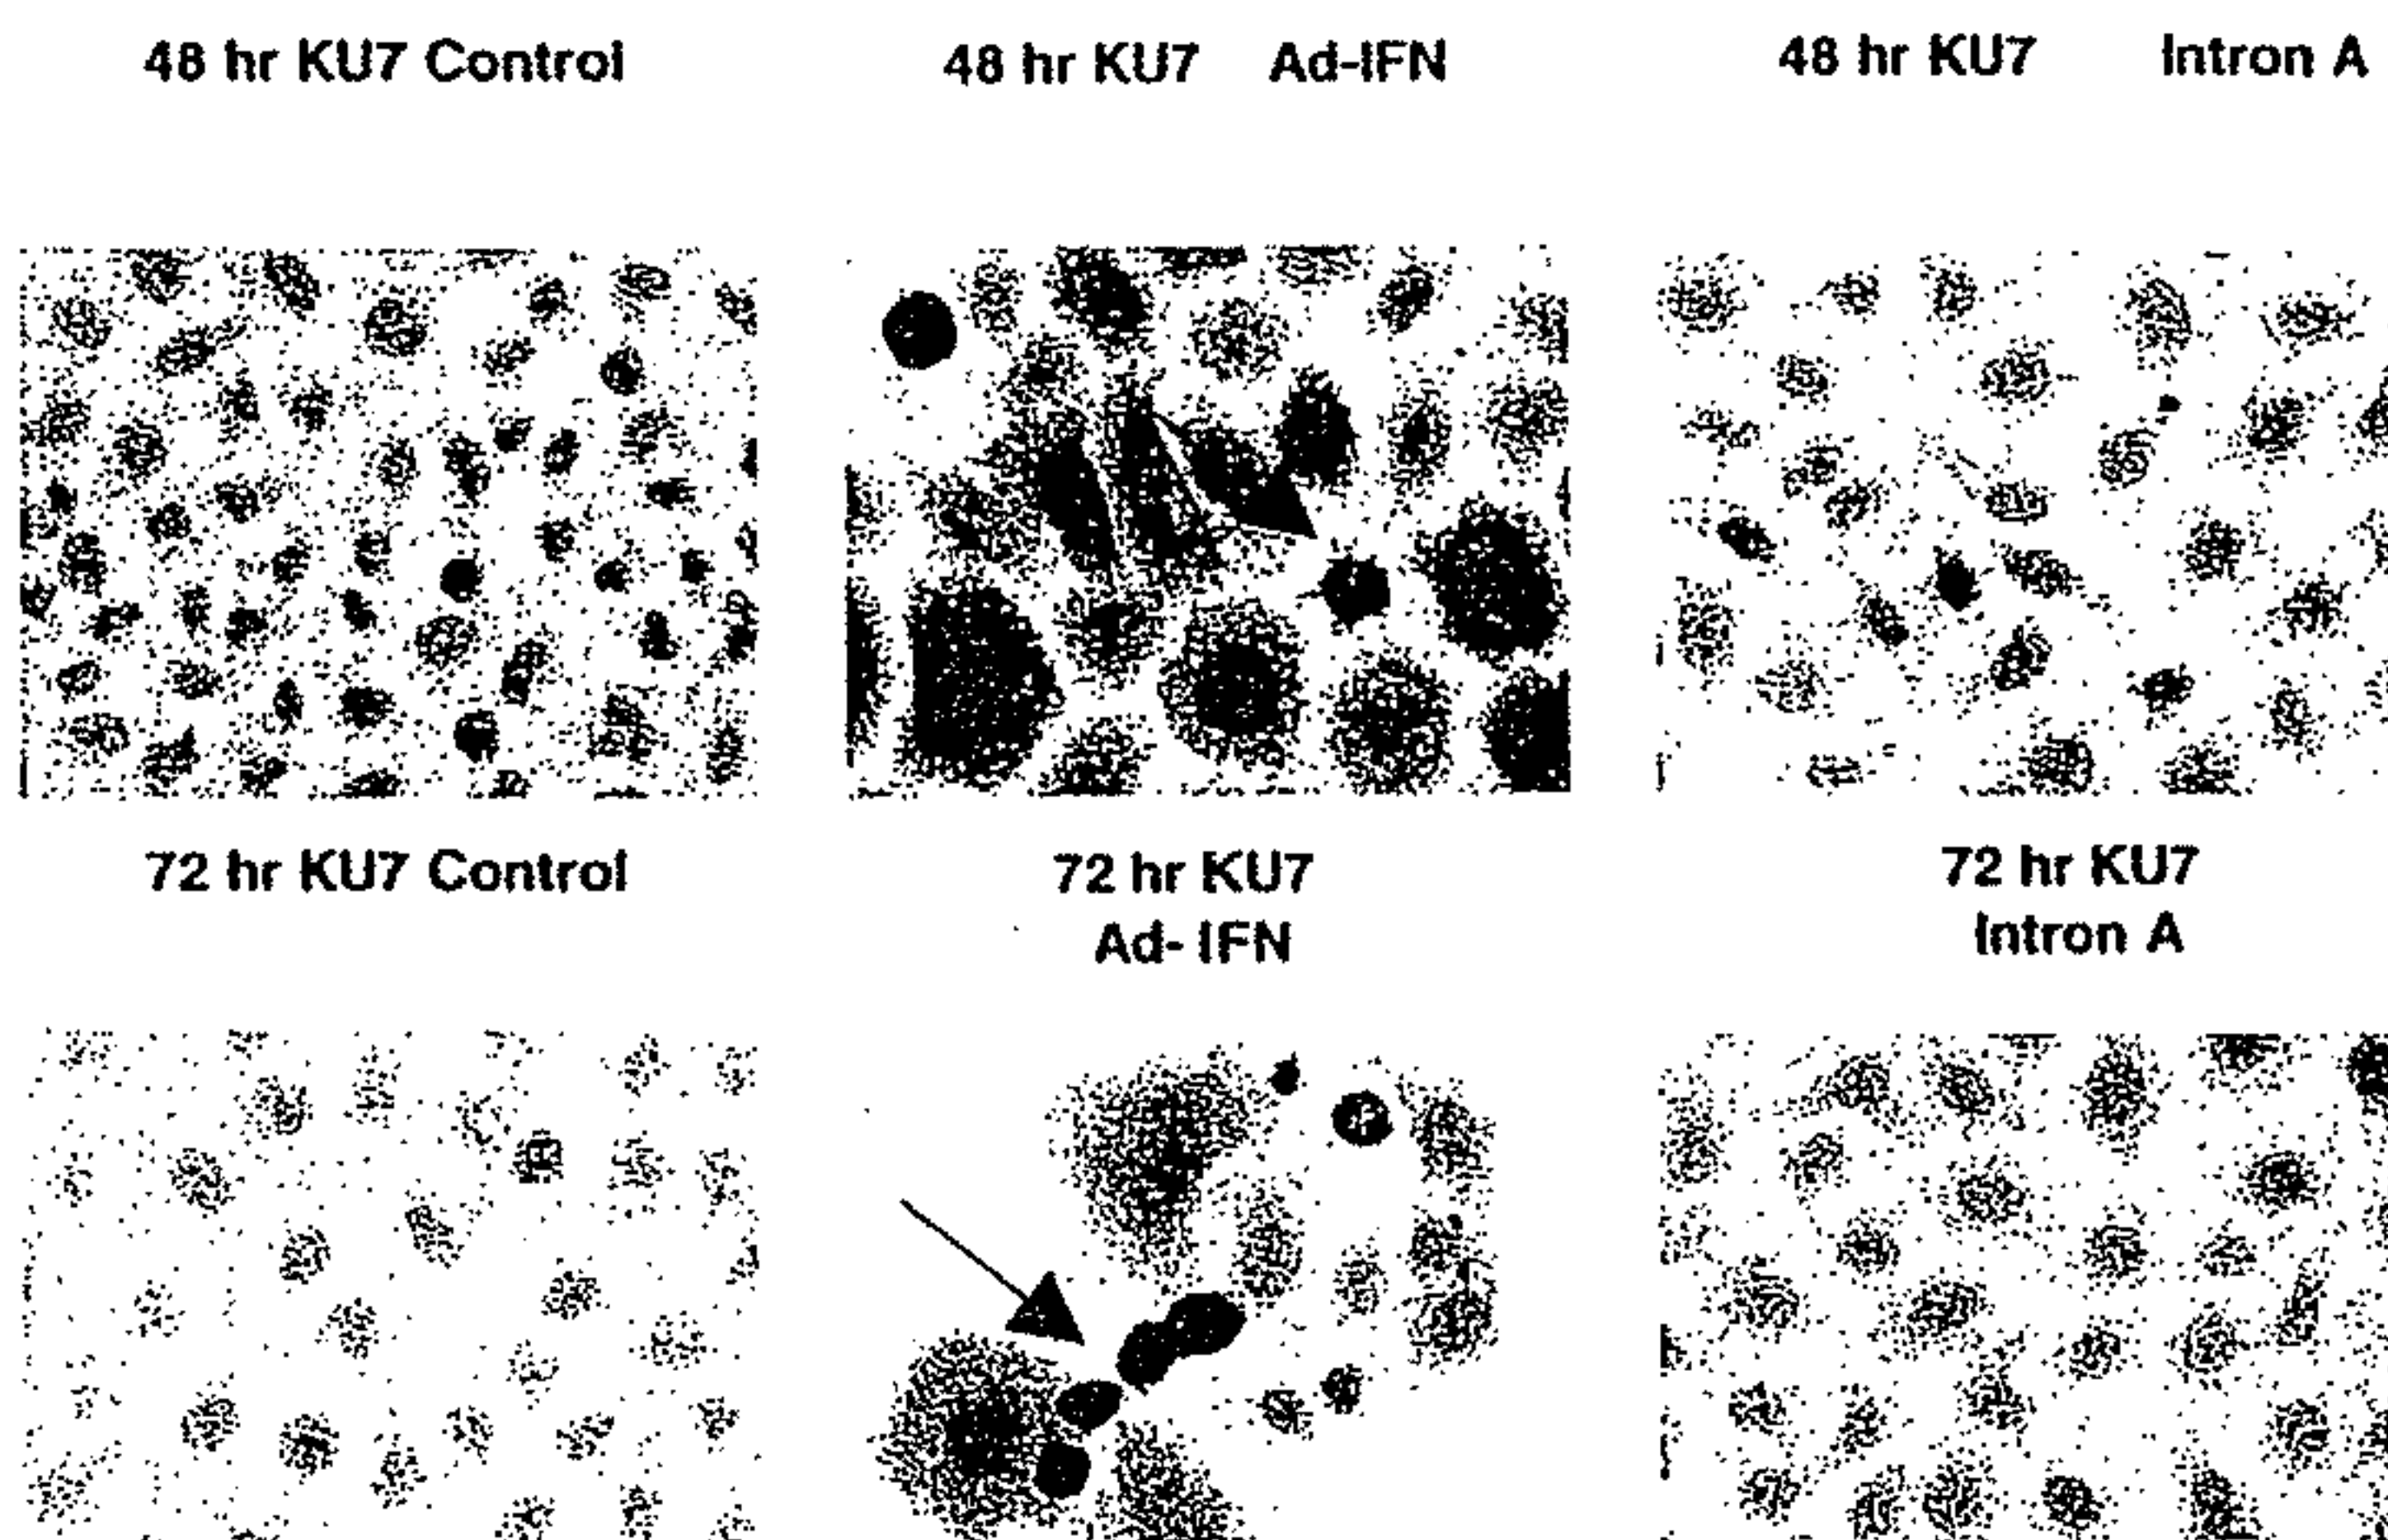 48 hr KU7 Control
48 hr KU7 Ad-IFN
48 hr KU7 Intron A
72 hr KU7 Control
72 hr KU7
Ad- IFN
72 hr KU7
Intron A